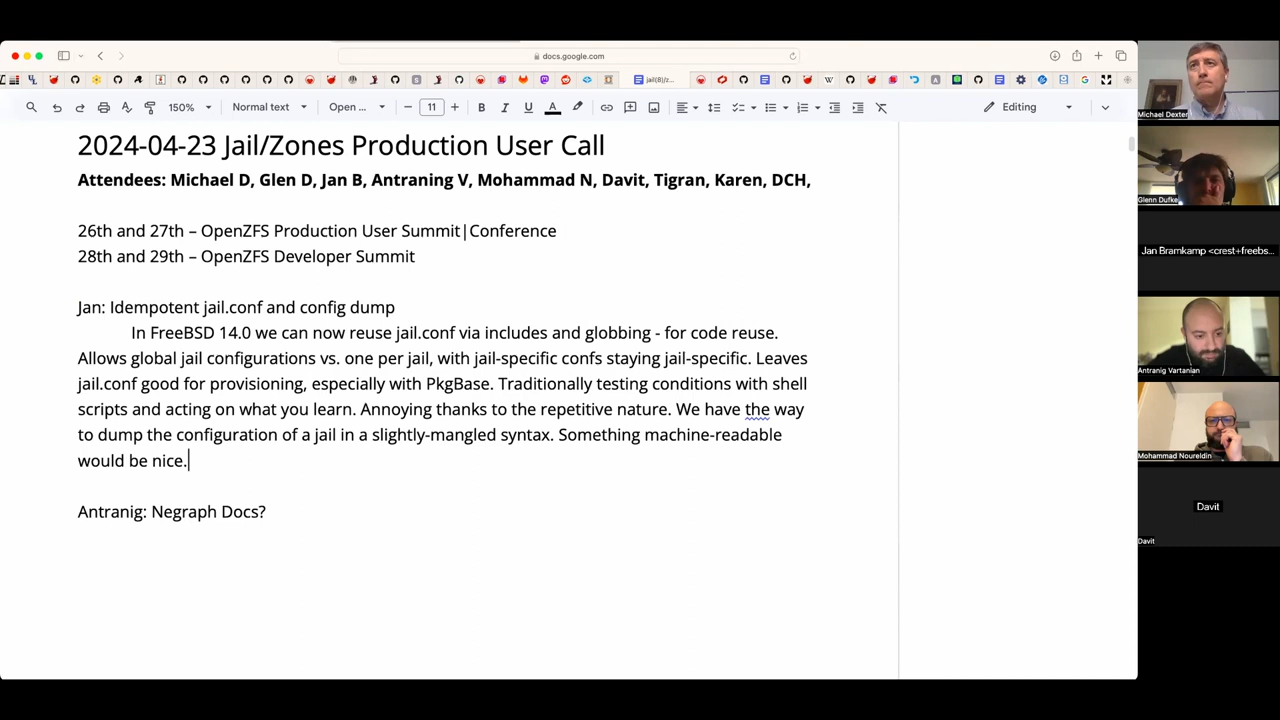 docs.google.com
jail(8)/z...
150%
Normal text
Open ...
11
Editing
2024-04-23 Jail/Zones Production User Call
Attendees: Michael D, Glen D, Jan B, Antraning V, Mohammad N, Davit, Tigran, Karen, DCH,
26th and 27th – OpenZFS Production User Summit|Conference
28th and 29th – OpenZFS Developer Summit
Jan: Idempotent jail.conf and config dump
In FreeBSD 14.0 we can now reuse jail.conf via includes and globbing - for code reuse.
Allows global jail configurations vs. one per jail, with jail-specific confs staying jail-specific. Leaves
jail.conf good for provisioning, especially with PkgBase. Traditionally testing conditions with shell
scripts and acting on what you learn. Annoying thanks to the repetitive nature. We have the way
to dump the configuration of a jail in a slightly-mangled syntax. Something machine-readable
would be nice.
Antranig: Negraph Docs?
Michael Dexter
Glenn Dufke
Jan Bramkamp <crest+freebs...
Antranig Vartanian
Mohammad Noureldin
Davit
Davit